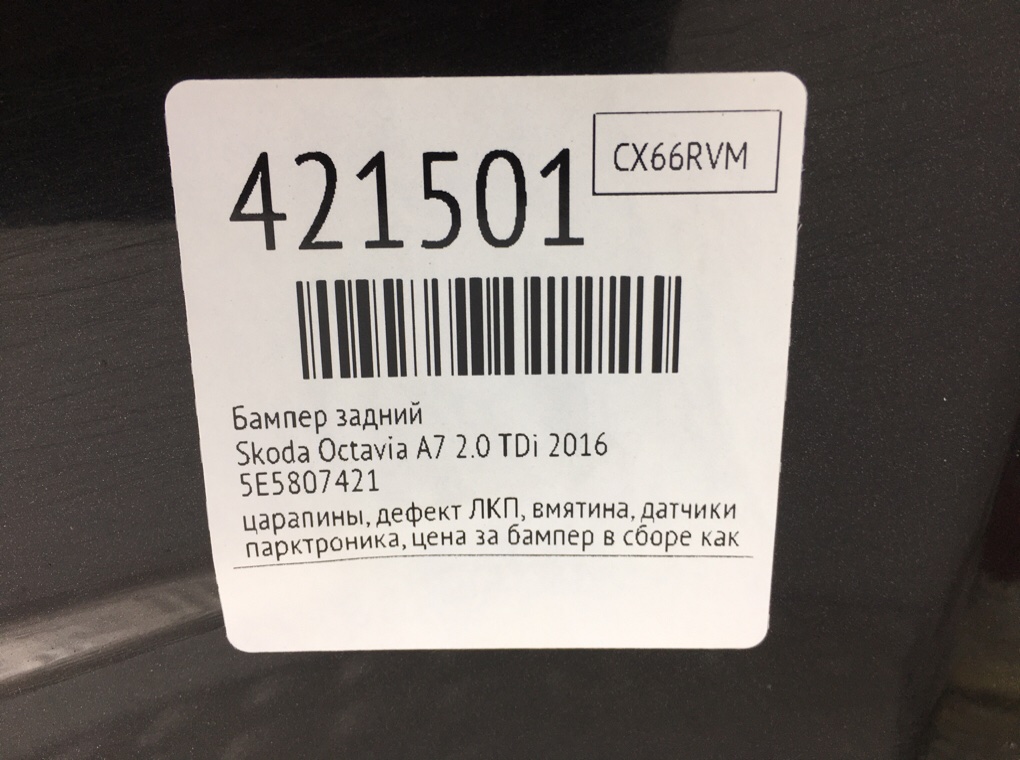 421501
CX66RVM
Бампер задний
Skoda Octavia A7 2.0 TDi 2016
5E5807421
царапины, дефект ЛКП, вмятина, датчики
парктроника, цена за бампер в сборе как